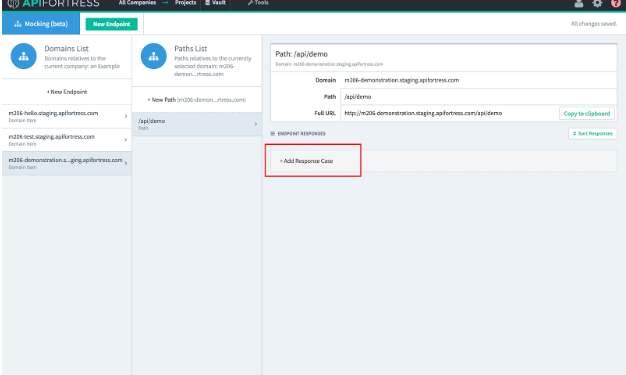 APIFORTRESS All Companies → Projects Vault Tools ?
Mocking (beta) New Endpoint All changes saved.
Domains List
Domains relatives to the
current company: an Example
+ New Endpoint
m206-hello.staging.apifortress.com
Domain Item
m206-test.staging.apifortress.com
Domain Item
m206-demonstration.s...ging.apifortress.com
Domain Item
Paths List
Paths relatives to the currently
selected domain: m206-
demon...rtress.com
+ New Path (m206-demon...rtress.com)
/api/demo
Path
Path: /api/demo
Domain: m206-demonstration.staging.apifortress.com
Domain m206-demonstration.staging.apifortress.com
Path /api/demo
Full URL http://m206-demonstration.staging.apifortress.com/api/demo Copy to clipboard
ENDPOINT RESPONSES Sort Responses
+ Add Response Case